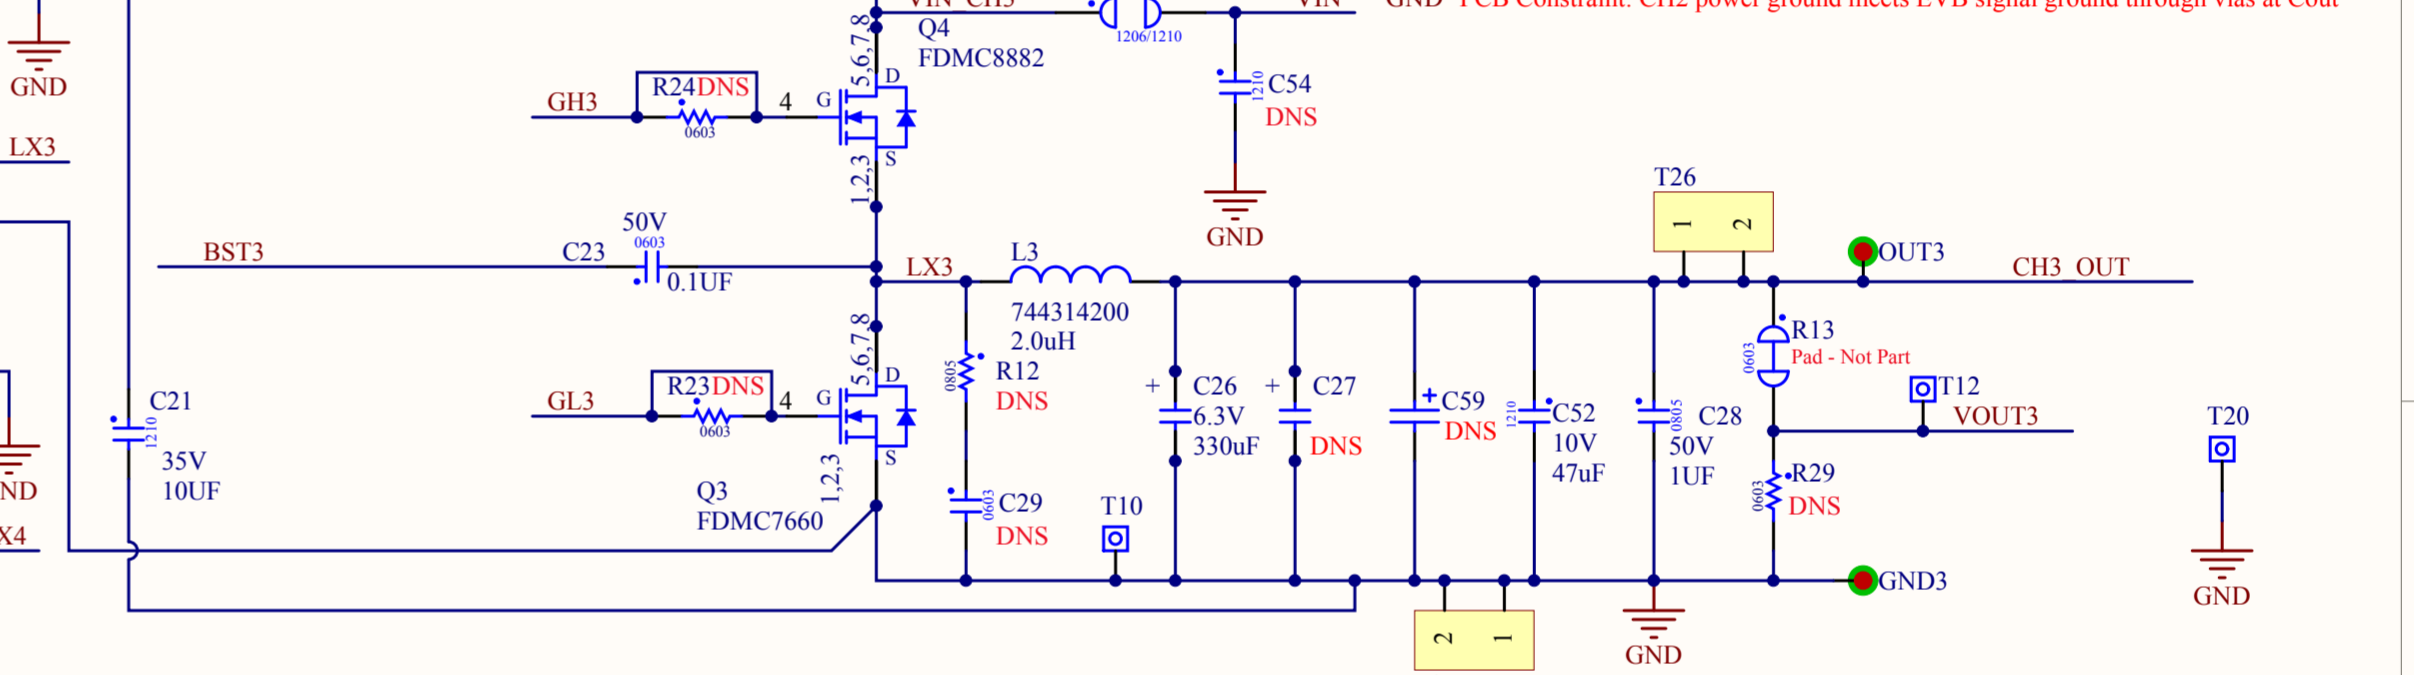 VIN_CH3
VIN
GND PCB Constraint: CH2 power ground meets EVB signal ground through vias at Cout
1206/1210
Q4
FDMC8882
5,6,7,8
D
G
S
4
1,2,3
GND
R24DNS
0603
GH3
C54
1210
DNS
GND
LX3
T26
1
2
50V
0603
C23
0.1UF
BST3
LX3
L3
744314200
2.0uH
OUT3
CH3_OUT
5,6,7,8
D
G
S
4
1,2,3
R23DNS
0603
GL3
Q3
FDMC7660
0805
R12
DNS
0603
C29
DNS
T10
+
C26
6.3V
330uF
+
C27
DNS
+
C59
DNS
1210
C52
10V
47uF
0805
C28
50V
1UF
R13
0603
Pad - Not Part
T12
VOUT3
R29
0603
DNS
T20
GND
C21
1210
35V
10UF
ND
X4
GND3
2
1
GND